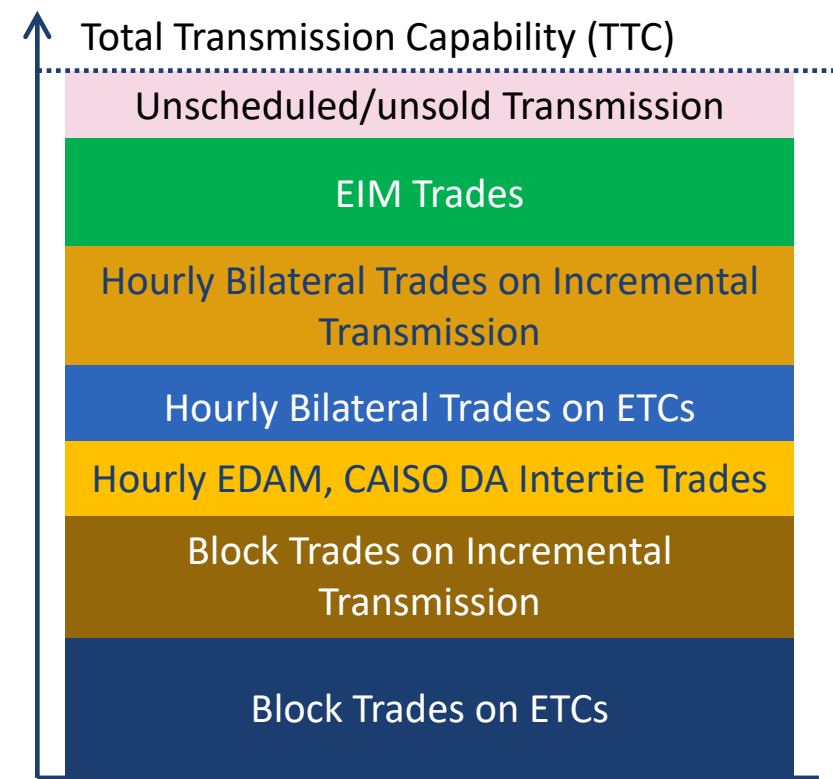 Total Transmission Capability (TTC)
Unscheduled/unsold Transmission
EIM Trades
Hourly Bilateral Trades on Incremental
Transmission
Hourly Bilateral Trades on ETCs
Hourly EDAM, CAISO DA Intertie Trades
Block Trades on Incremental
Transmission
Block Trades on ETCs